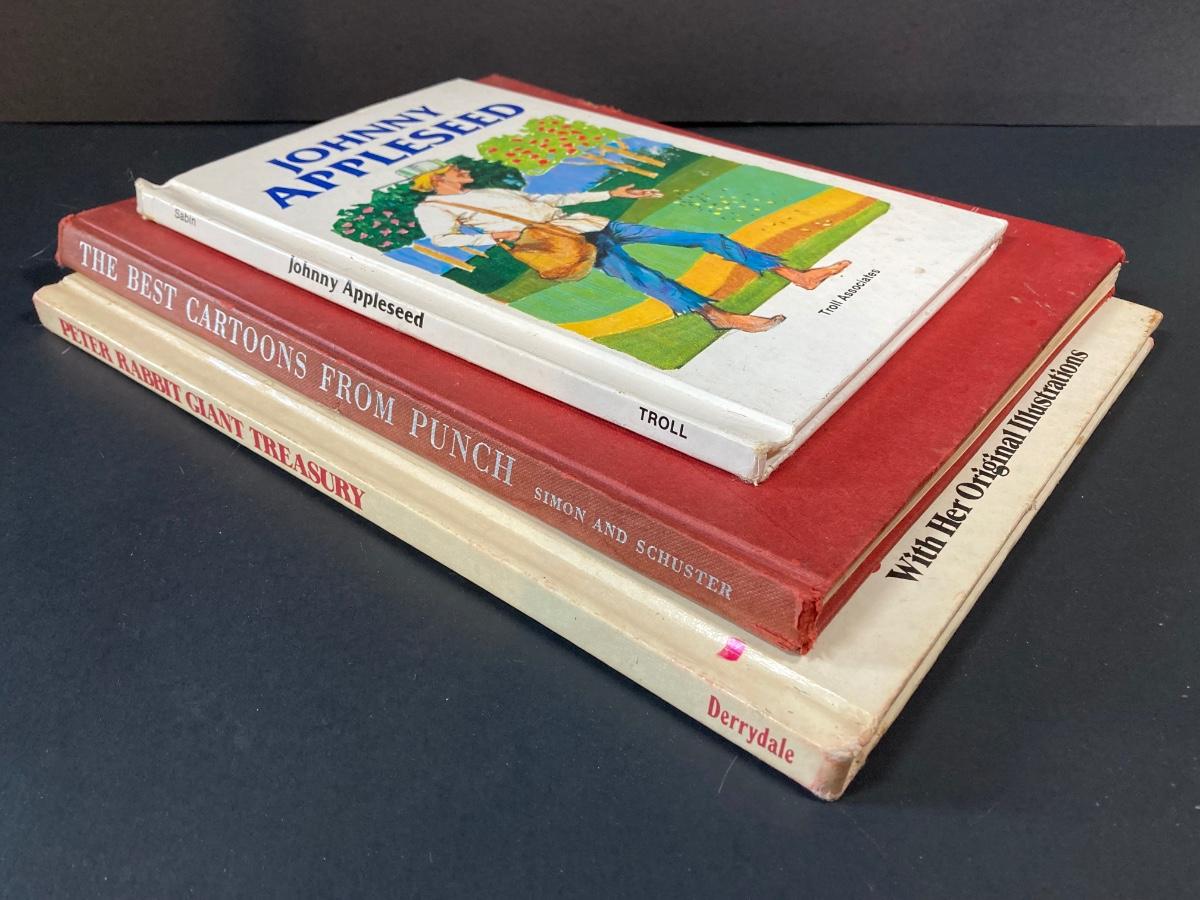 JOHNNY
APPLESEED
Troll Associates
Sabin
Johnny Appleseed
TROLL
THE BEST CARTOONS FROM PUNCH
SIMON AND SCHUSTER
With Her Original Illustrations
PETER RABBIT GIANT TREASURY
Derrydale